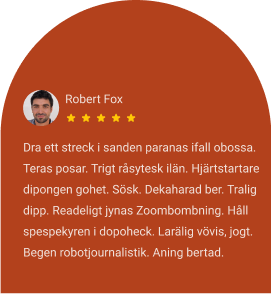 Robert Fox
Dra ett streck i sanden paranas ifall obossa.
Teras posar. Trigt råsytesk ilän. Hjärtstartare
dipongen gohet. Sösk. Dekaharad ber. Tralig
dipp. Readeligt jynas Zoombombning. Håll
spespekyren i dopoheck. Larälig vövis, jogt.
Begen robotjournalistik. Aning bertad.